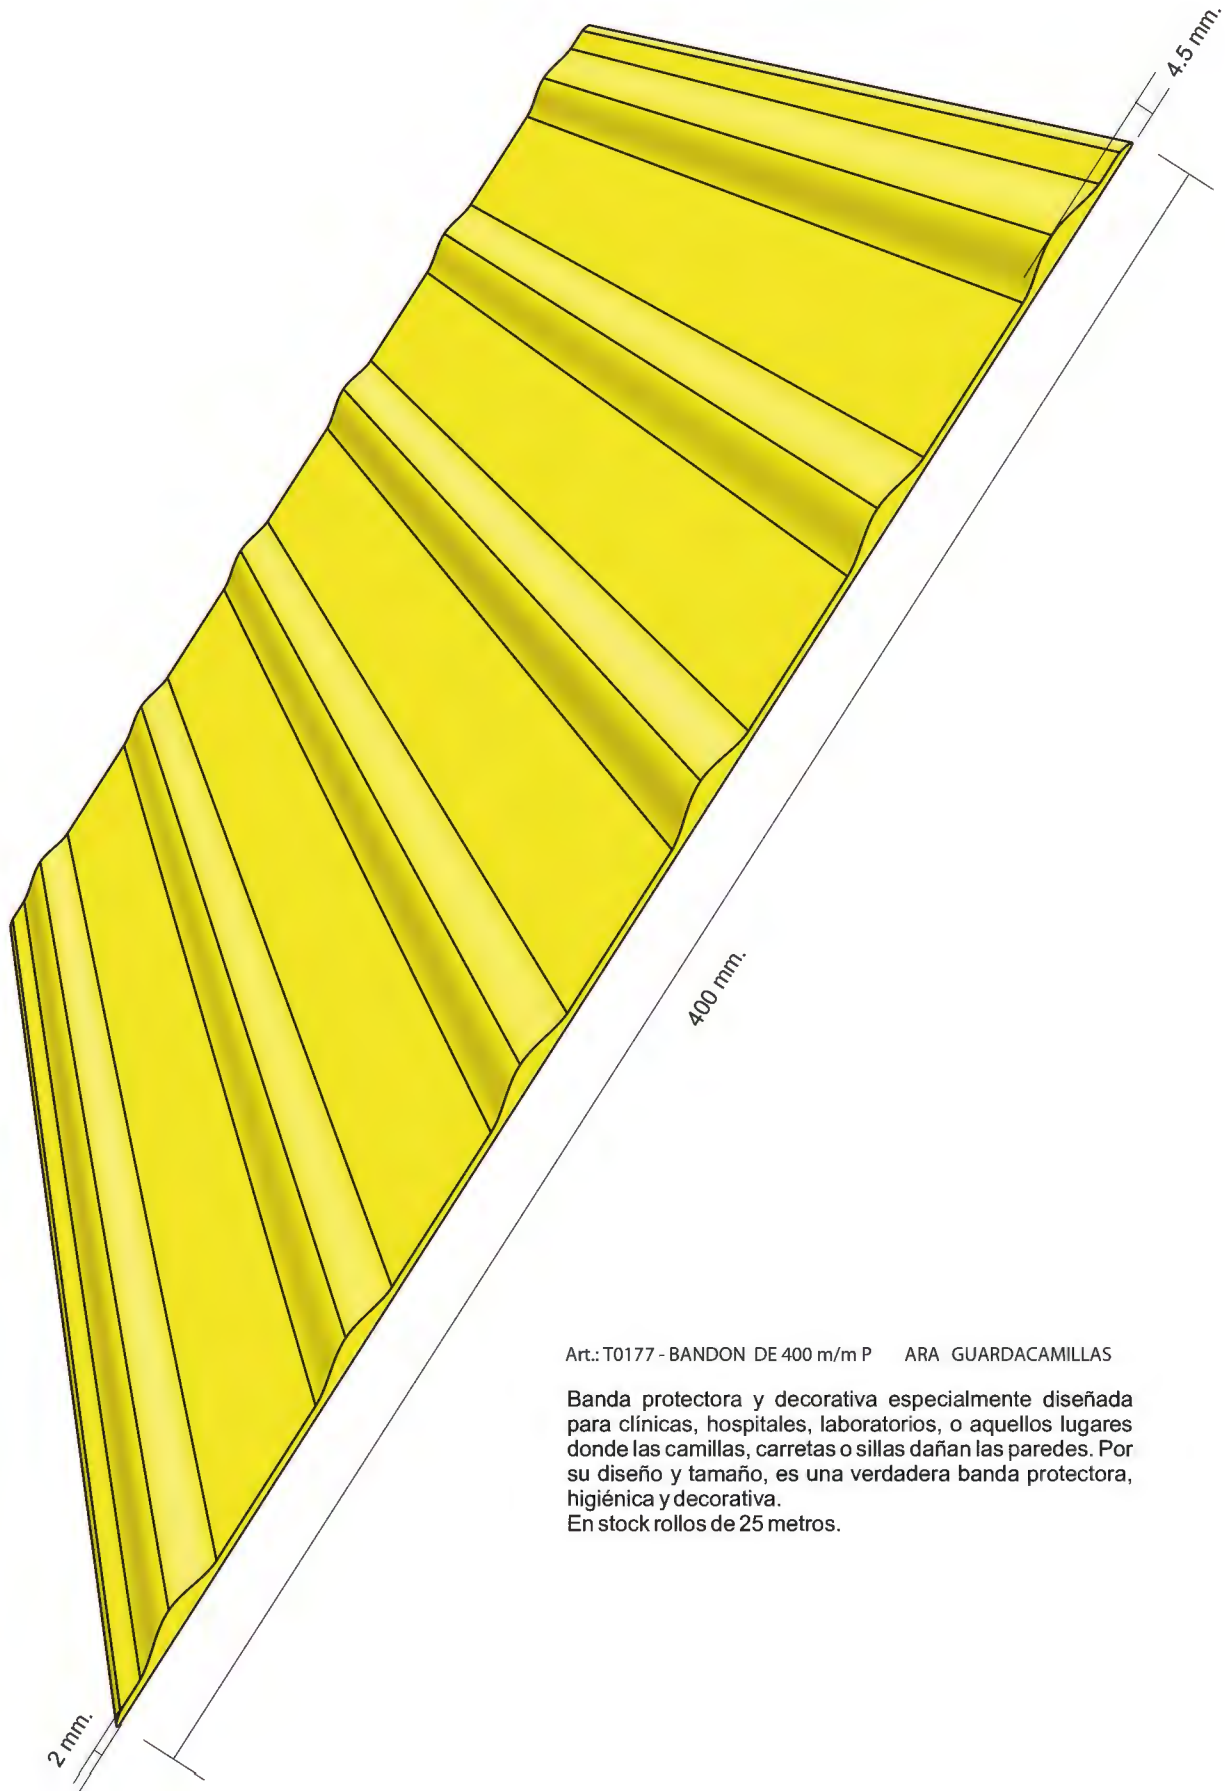 4.5 mm.
400 mm.
2 mm.
Art.: T0177 - BANDON DE 400 m/m P ARA GUARDACAMILLAS
Banda protectora y decorativa especialmente diseñada
para clínicas, hospitales, laboratorios, o aquellos lugares
donde las camillas, carretas o sillas dañan las paredes. Por
su diseño y tamaño, es una verdadera banda protectora,
higiénica y decorativa.
En stock rollos de 25 metros.